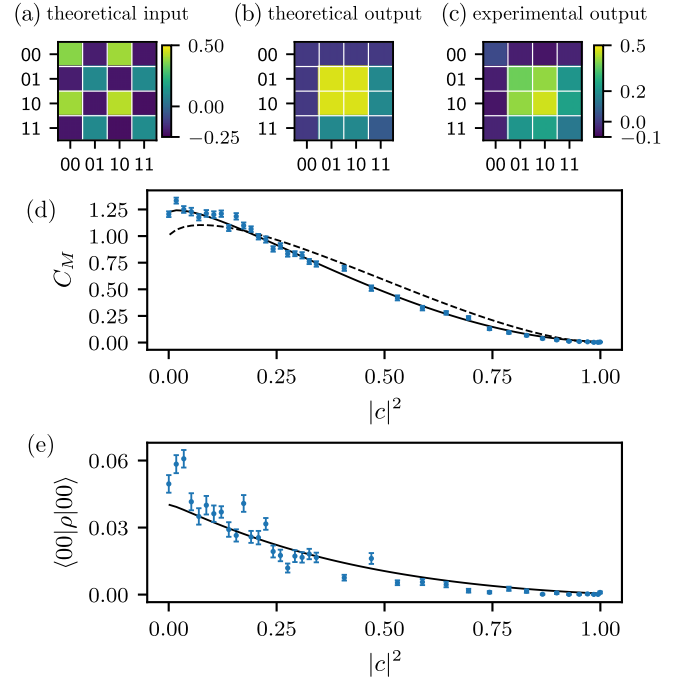 (a) theoretical input (b) theoretical output (c) experimental output
00 0.50 00 0.50 00 0.5
01 01 01 0.2
10 0.00 10 0.00 10 0.0
11 −0.25 11 11 −0.1
00 01 10 11 00 01 10 11 00 01 10 11
(d)
1.25
1.00
C_M 0.75
0.50
0.25
0.00
0.00 0.25 0.50 0.75 1.00
|c|²
(e)
0.06
⟨00|ρ|00⟩ 0.03
0.00
0.00 0.25 0.50 0.75 1.00
|c|²